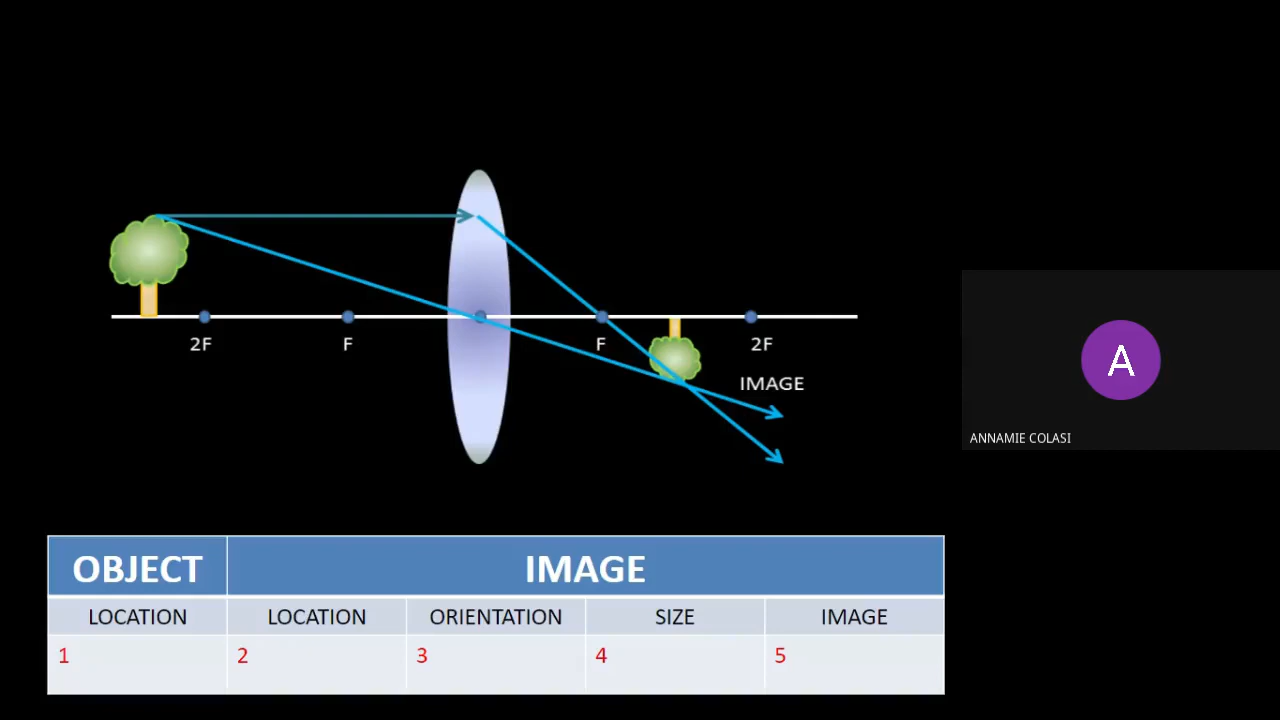 2F F F 2F
IMAGE
A
ANNAMIE COLASI
OBJECT IMAGE
LOCATION LOCATION ORIENTATION SIZE IMAGE
1 2 3 4 5